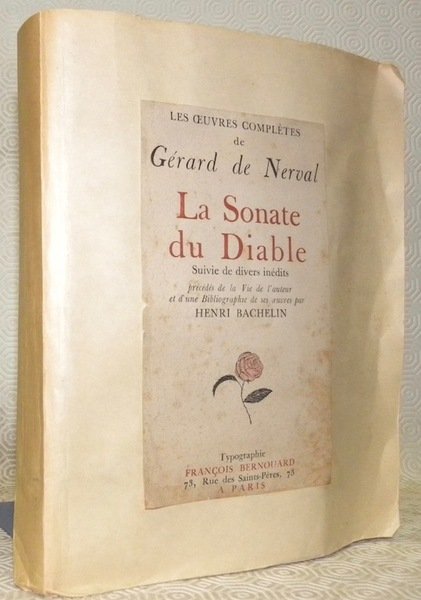 LES ŒUVRES COMPLÈTES
de
Gérard de Nerval
La Sonate
du Diable
Suivie de divers inédits
précédés de la Vie de l'auteur
et d'une Bibliographie de ses œuvres par
HENRI BACHELIN
Typographie
FRANÇOIS BERNOUARD
73, Rue des Saints-Pères, 73
A PARIS